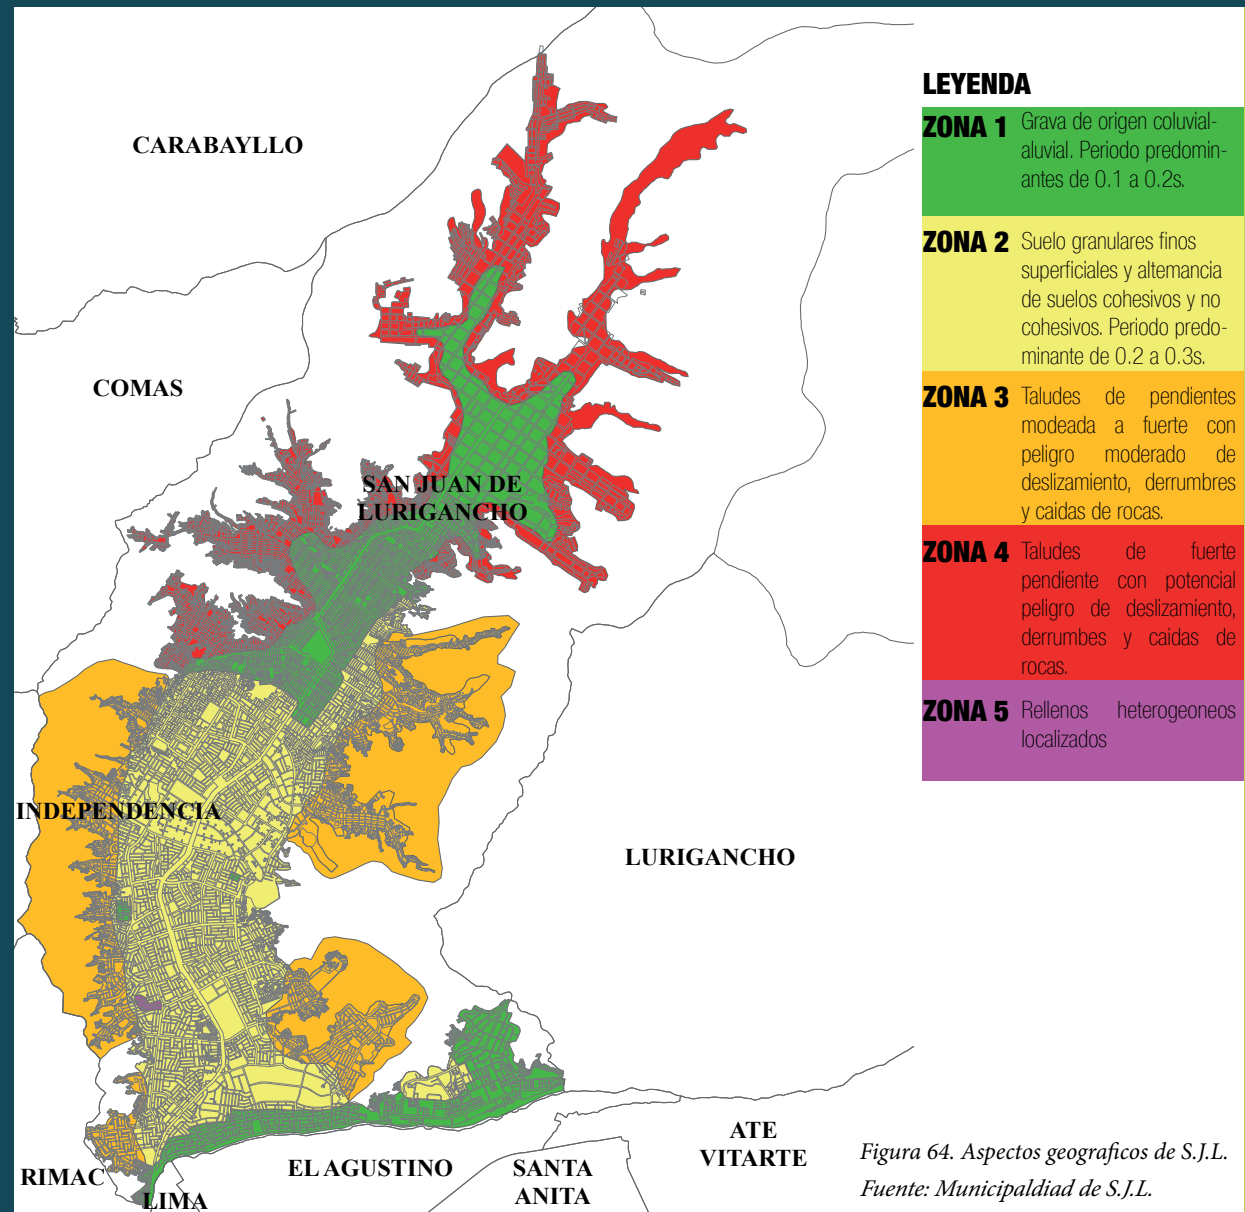 CARABAYLLO
COMAS
SAN JUAN DE
LURIGANCHO
INDEPENDENCIA
LURIGANCHO
ATE
VITARTE
RIMAC
LIMA
EL AGUSTINO
SANTA
ANITA
LEYENDA
ZONA 1 Grava de origen coluvial-
aluvial. Periodo predomin-
antes de 0.1 a 0.2s.
ZONA 2 Suelo granulares finos
superficiales y alternancia
de suelos cohesivos y no
cohesivos. Periodo predo-
minante de 0.2 a 0.3s.
ZONA 3 Taludes de pendientes
modeada a fuerte con
peligro moderado de
deslizamiento, derrumbres
y caidas de rocas.
ZONA 4 Taludes de fuerte
pendiente con potencial
peligro de deslizamiento,
derrumbes y caidas de
rocas.
ZONA 5 Rellenos heterogeoneos
localizados
Figura 64. Aspectos geograficos de S.J.L.
Fuente: Municipaldiad de S.J.L.